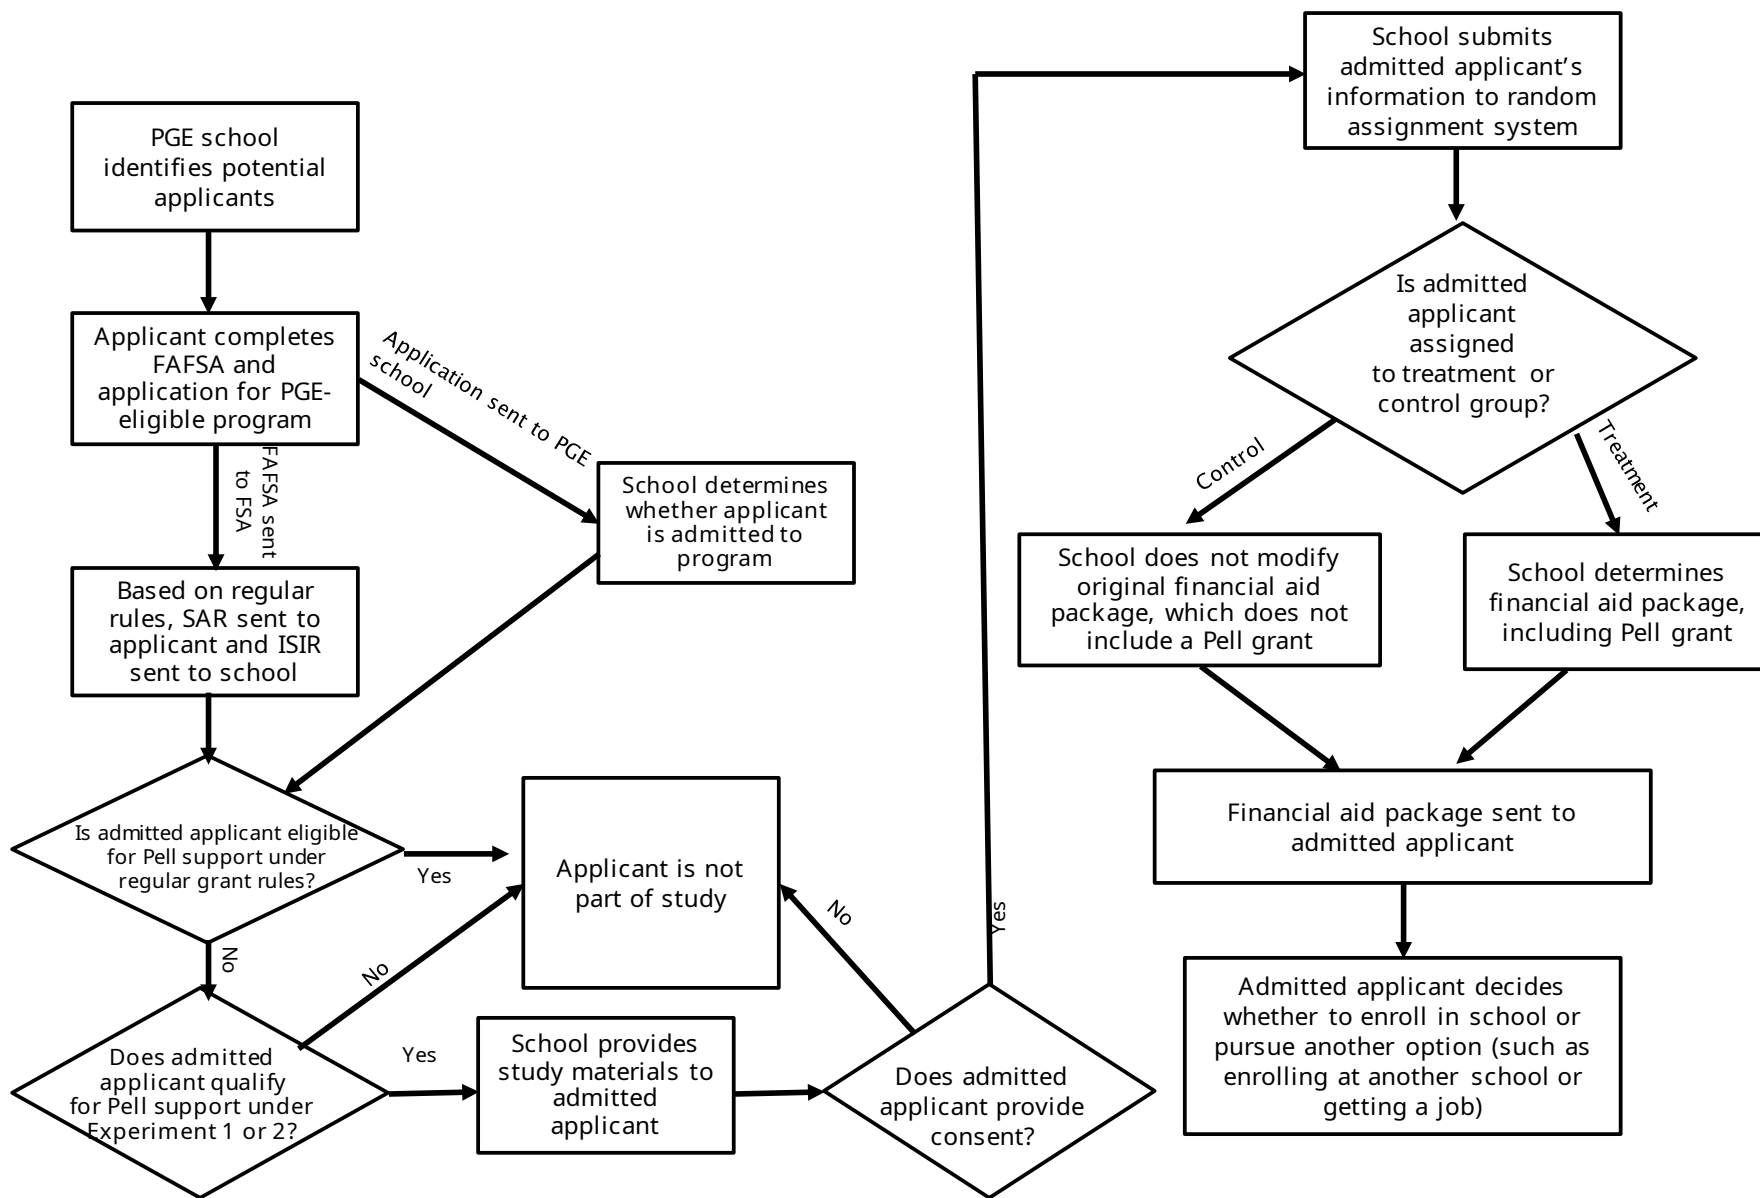 PGE school
identifies potential
applicants
Applicant completes
FAFSA and
application for PGE-
eligible program
Application sent to PGE
school
FAFSA sent
to FSA
School determines
whether applicant
is admitted to
program
Based on regular
rules, SAR sent to
applicant and ISIR
sent to school
Is admitted applicant eligible
for Pell support under
regular grant rules?
Yes
No
Applicant is not
part of study
No
Does admitted
applicant qualify
for Pell support under
Experiment 1 or 2?
Yes
School provides
study materials to
admitted
applicant
Does admitted
applicant provide
consent?
No
Yes
School submits
admitted applicant’s
information to random
assignment system
Is admitted
applicant
assigned
to treatment or
control group?
Control
Treatment
School does not modify
original financial aid
package, which does not
include a Pell grant
School determines
financial aid package,
including Pell grant
Financial aid package sent to
admitted applicant
Admitted applicant decides
whether to enroll in school or
pursue another option (such as
enrolling at another school or
getting a job)